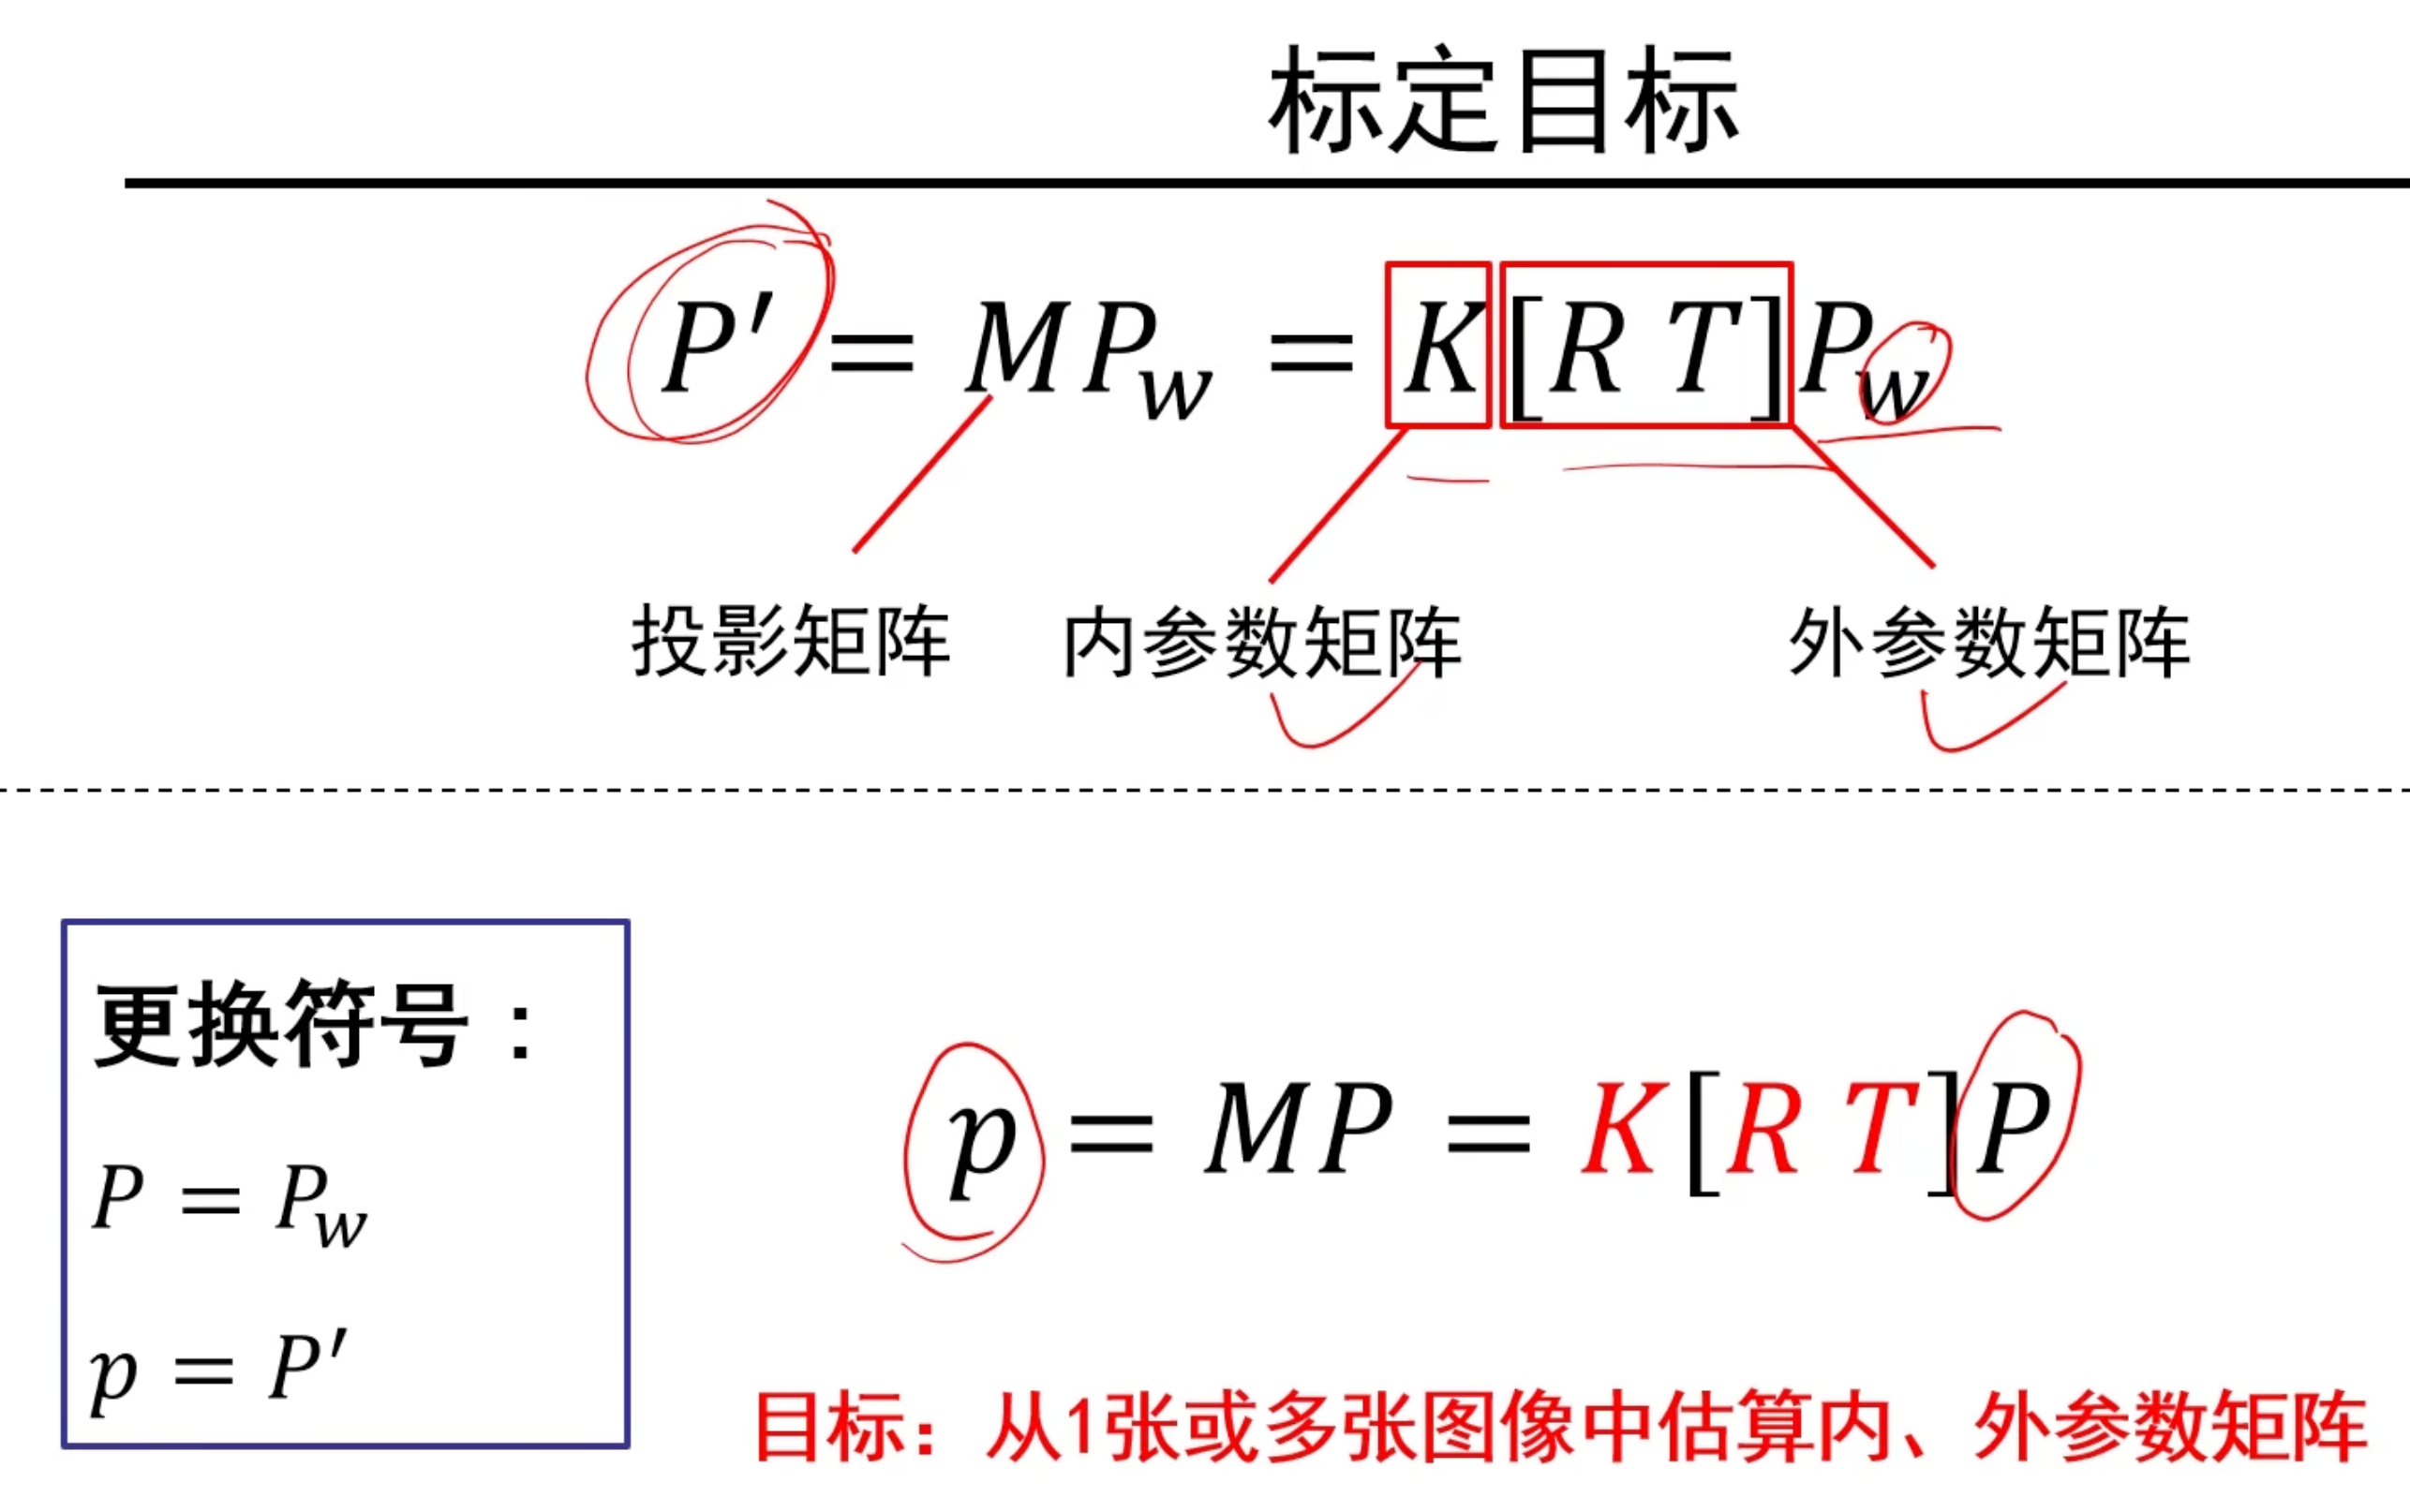 标定目标
P′ = MP_w = K[R T]P_w
投影矩阵 内参数矩阵 外参数矩阵
更换符号：
P = P_w
p = P′
p = MP = K[R T]P
目标：从1张或多张图像中估算内、外参数矩阵